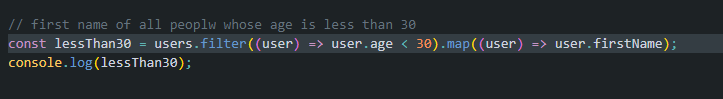 // first name of all peoplw whose age is less than 30
const lessThan30 = users.filter((user) => user.age < 30).map((user) => user.firstName);
console.log(lessThan30);